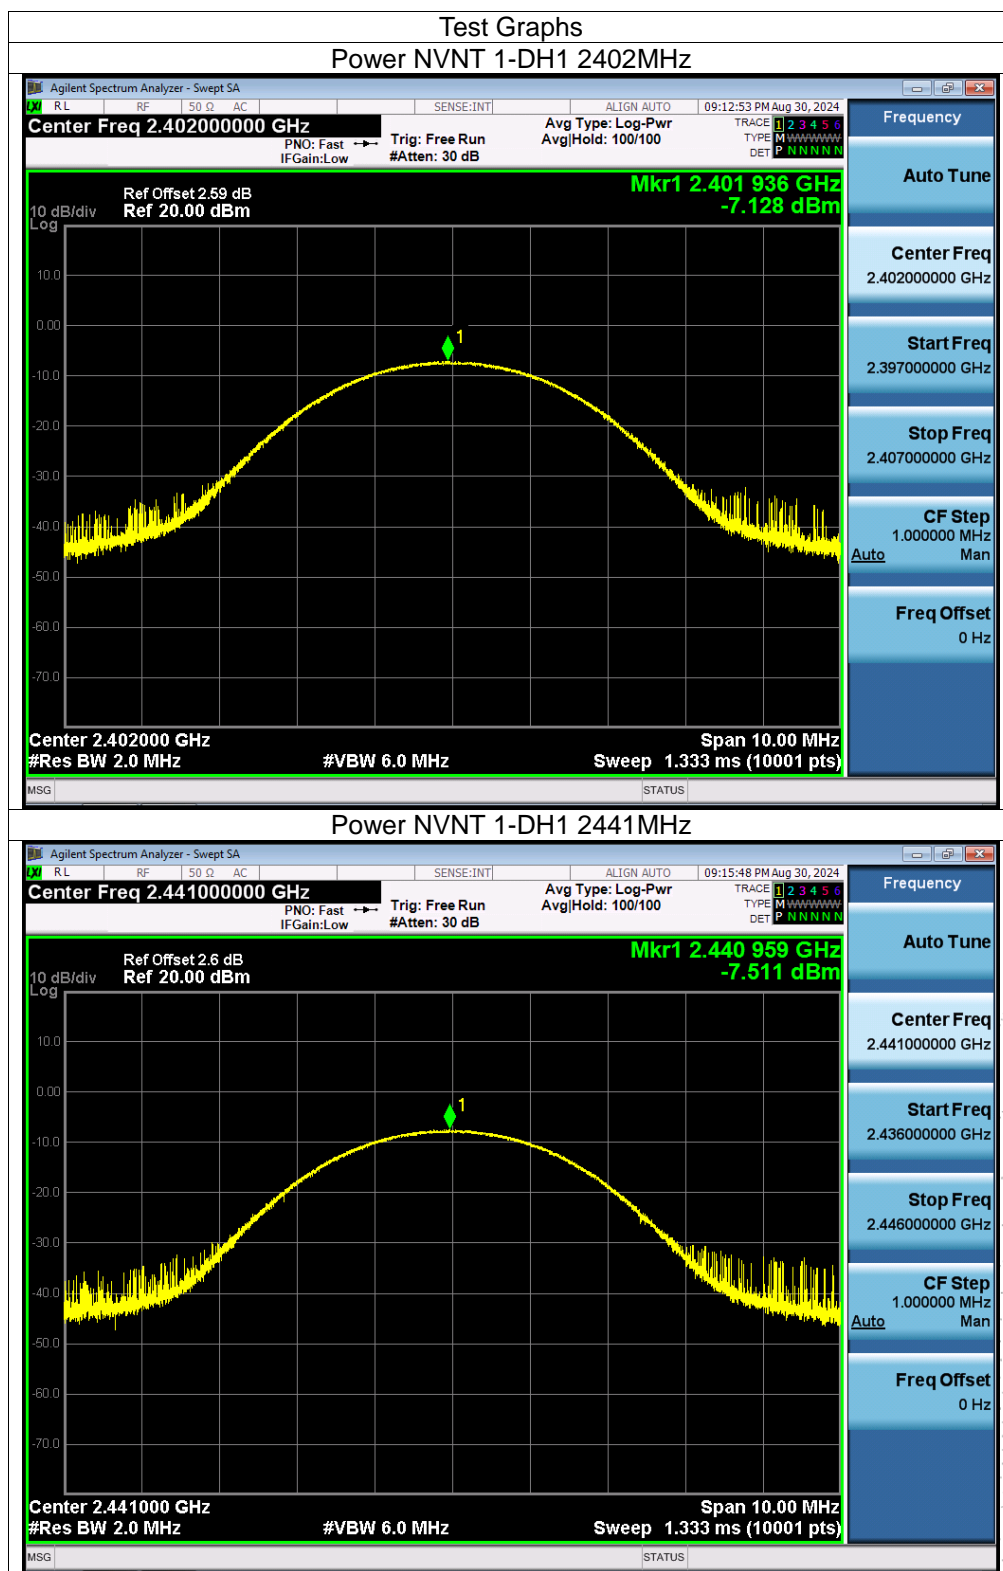 Test Graphs
Power NVNT 1-DH1 2402MHz
Agilent Spectrum Analyzer - Swept SA
LXI RL RF 50 Ω AC SENSE:INT ALIGN AUTO 09:12:53 PM Aug 30, 2024
Center Freq 2.402000000 GHz
PNO: Fast
IFGain:Low
Trig: Free Run
#Atten: 30 dB
Avg Type: Log-Pwr
Avg|Hold: 100/100
TRACE 1 2 3 4 5 6
TYPE M WWWWW
DET P N N N N N
Frequency
Auto Tune
Center Freq
2.402000000 GHz
Start Freq
2.397000000 GHz
Stop Freq
2.407000000 GHz
CF Step
1.000000 MHz
Auto Man
Freq Offset
0 Hz
Mkr1 2.401 936 GHz
-7.128 dBm
Ref Offset 2.59 dB
10 dB/div Ref 20.00 dBm
Log
10.0
0.00
-10.0
-20.0
-30.0
-40.0
-50.0
-60.0
-70.0
1
Center 2.402000 GHz Span 10.00 MHz
#Res BW 2.0 MHz #VBW 6.0 MHz Sweep 1.333 ms (10001 pts)
MSG STATUS
Power NVNT 1-DH1 2441MHz
Agilent Spectrum Analyzer - Swept SA
LXI RL RF 50 Ω AC SENSE:INT ALIGN AUTO 09:15:48 PM Aug 30, 2024
Center Freq 2.441000000 GHz
PNO: Fast
IFGain:Low
Trig: Free Run
#Atten: 30 dB
Avg Type: Log-Pwr
Avg|Hold: 100/100
TRACE 1 2 3 4 5 6
TYPE M WWWWW
DET P N N N N N
Frequency
Auto Tune
Center Freq
2.441000000 GHz
Start Freq
2.436000000 GHz
Stop Freq
2.446000000 GHz
CF Step
1.000000 MHz
Auto Man
Freq Offset
0 Hz
Mkr1 2.440 959 GHz
-7.511 dBm
Ref Offset 2.6 dB
10 dB/div Ref 20.00 dBm
Log
10.0
0.00
-10.0
-20.0
-30.0
-40.0
-50.0
-60.0
-70.0
1
Center 2.441000 GHz Span 10.00 MHz
#Res BW 2.0 MHz #VBW 6.0 MHz Sweep 1.333 ms (10001 pts)
MSG STATUS